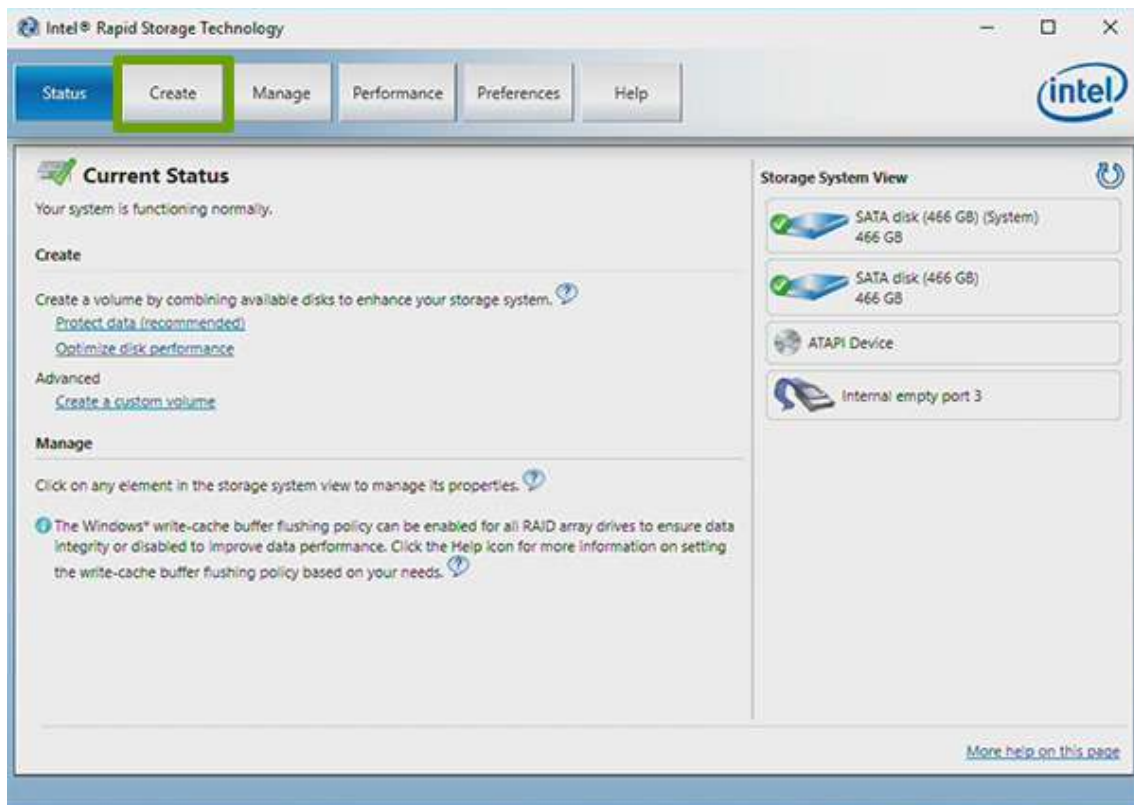 Intel® Rapid Storage Technology
Status Create Manage Performance Preferences Help
intel
Current Status
Your system is functioning normally.
Create
Create a volume by combining available disks to enhance your storage system.
Protect data (recommended)
Optimize disk performance
Advanced
Create a custom volume
Manage
Click on any element in the storage system view to manage its properties.
The Windows* write-cache buffer flushing policy can be enabled for all RAID array drives to ensure data
integrity or disabled to improve data performance. Click the Help icon for more information on setting
the write-cache buffer flushing policy based on your needs.
Storage System View
SATA disk (466 GB) (System)
466 GB
SATA disk (466 GB)
466 GB
ATAPI Device
Internal empty port 3
More help on this page